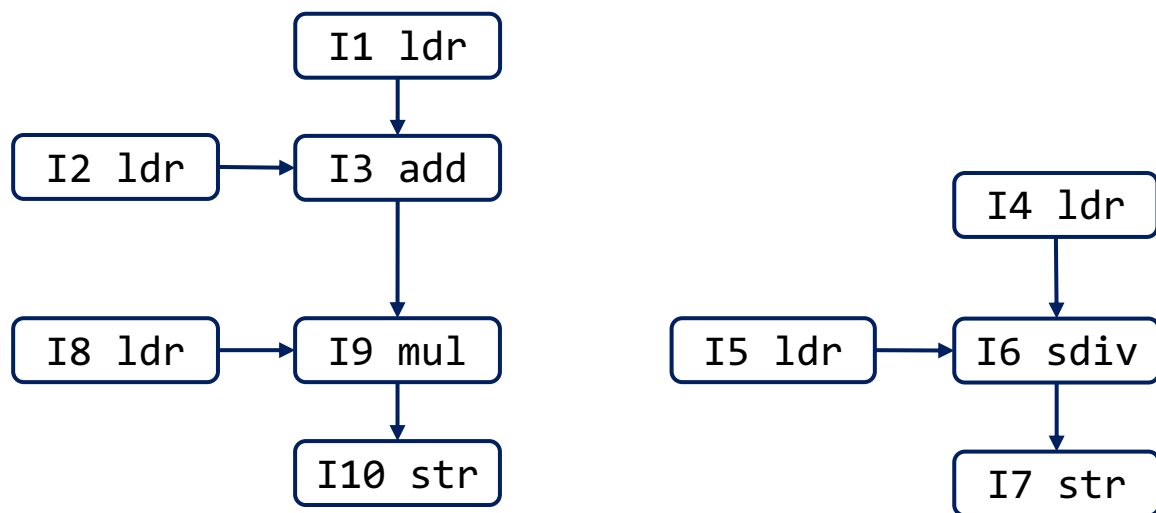 I1 ldr
I2 ldr
I3 add
I4 ldr
I8 ldr
I9 mul
I5 ldr
I6 sdiv
I10 str
I7 str